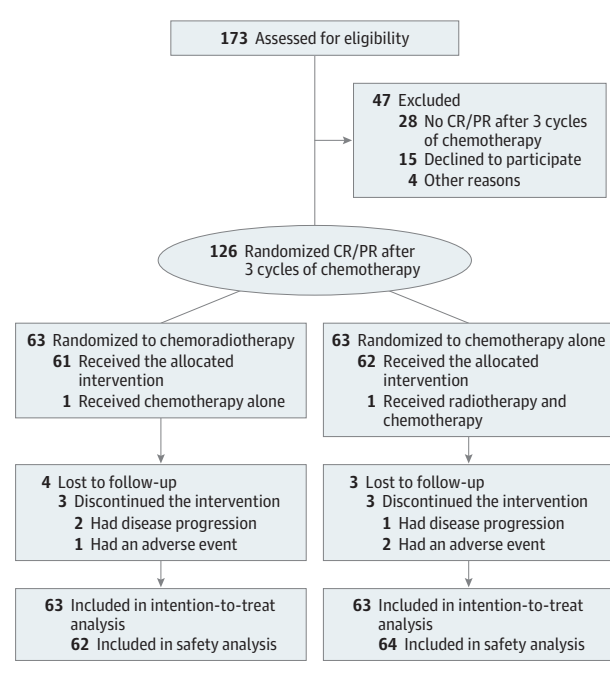 173 Assessed for eligibility
47 Excluded
28 No CR/PR after 3 cycles
of chemotherapy
15 Declined to participate
4 Other reasons
126 Randomized CR/PR after
3 cycles of chemotherapy
63 Randomized to chemoradiotherapy
61 Received the allocated
intervention
1 Received chemotherapy alone
63 Randomized to chemotherapy alone
62 Received the allocated
intervention
1 Received radiotherapy and
chemotherapy
4 Lost to follow-up
3 Discontinued the intervention
2 Had disease progression
1 Had an adverse event
3 Lost to follow-up
3 Discontinued the intervention
1 Had disease progression
2 Had an adverse event
63 Included in intention-to-treat
analysis
62 Included in safety analysis
63 Included in intention-to-treat
analysis
64 Included in safety analysis